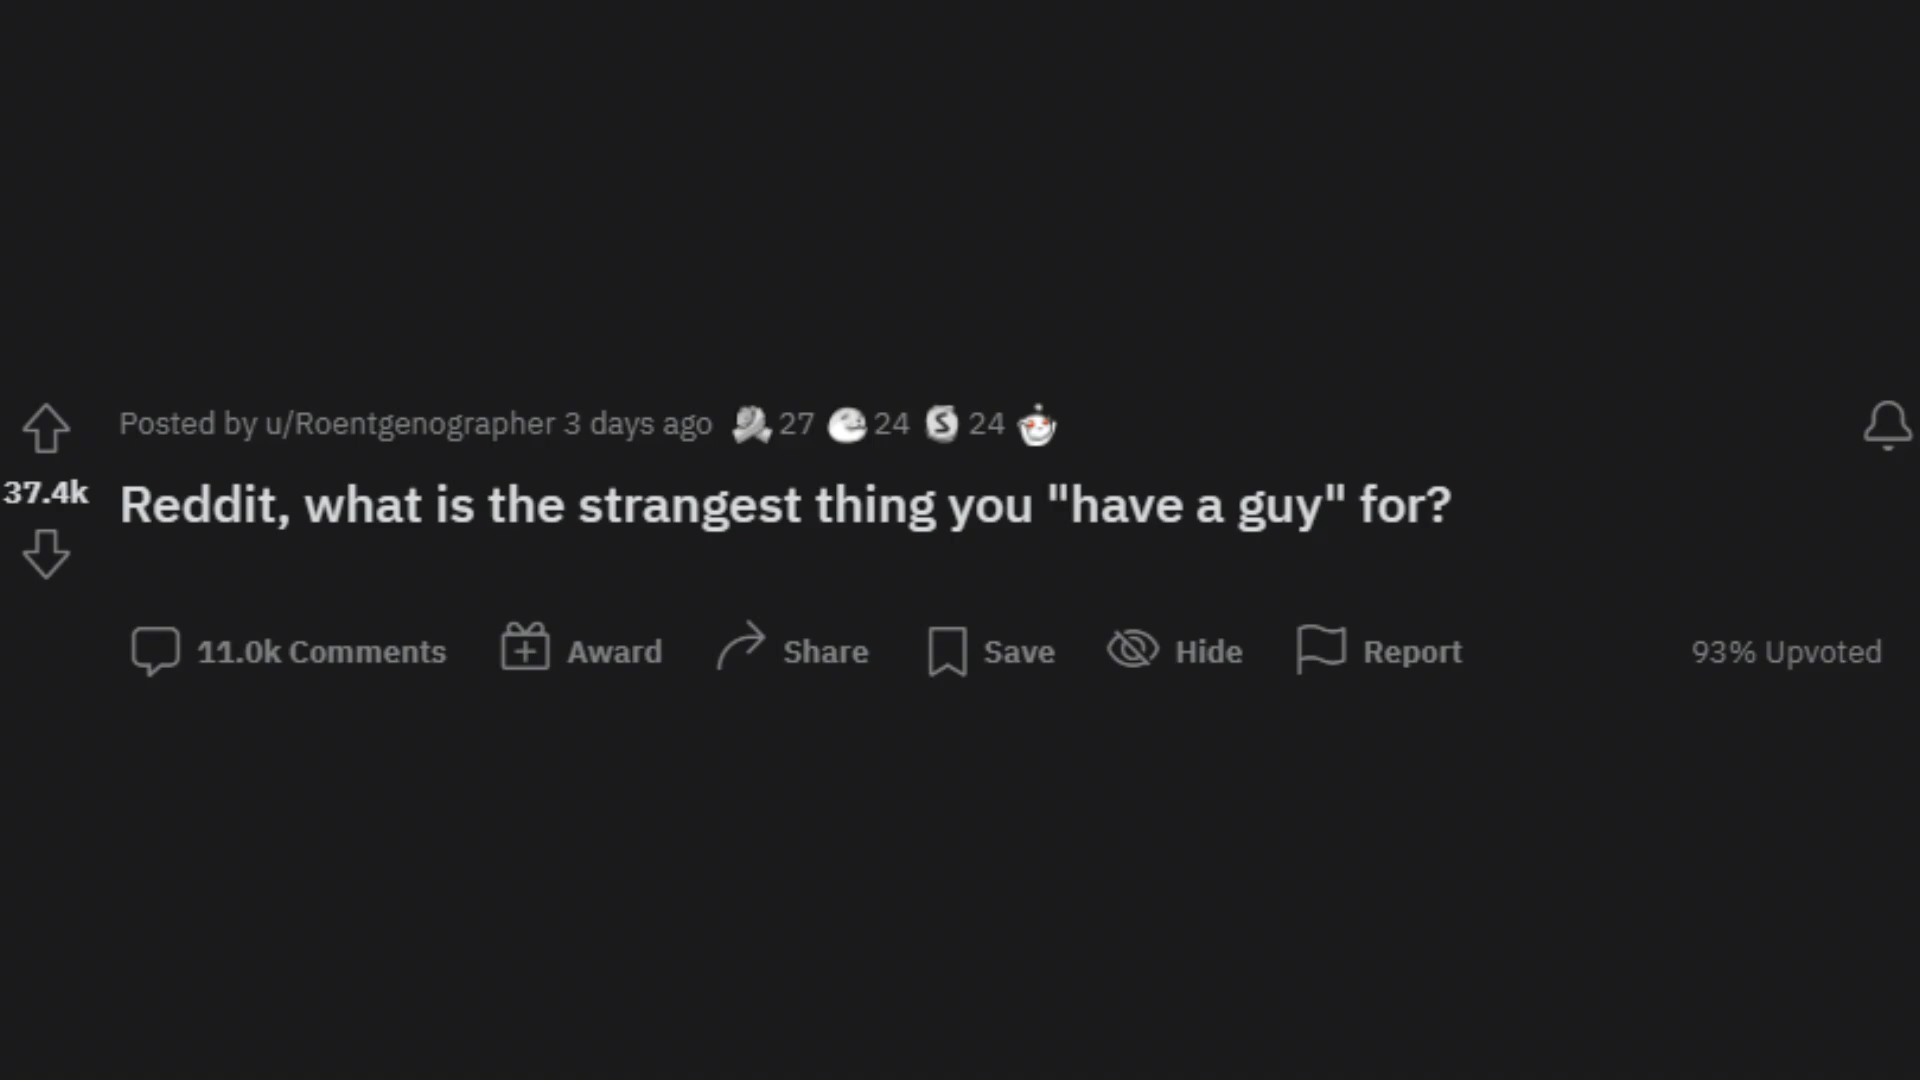 Posted by u/Roentgenographer 3 days ago 27 24 S 24
37.4k
Reddit, what is the strangest thing you "have a guy" for?
11.0k Comments Award Share Save Hide Report 93% Upvoted